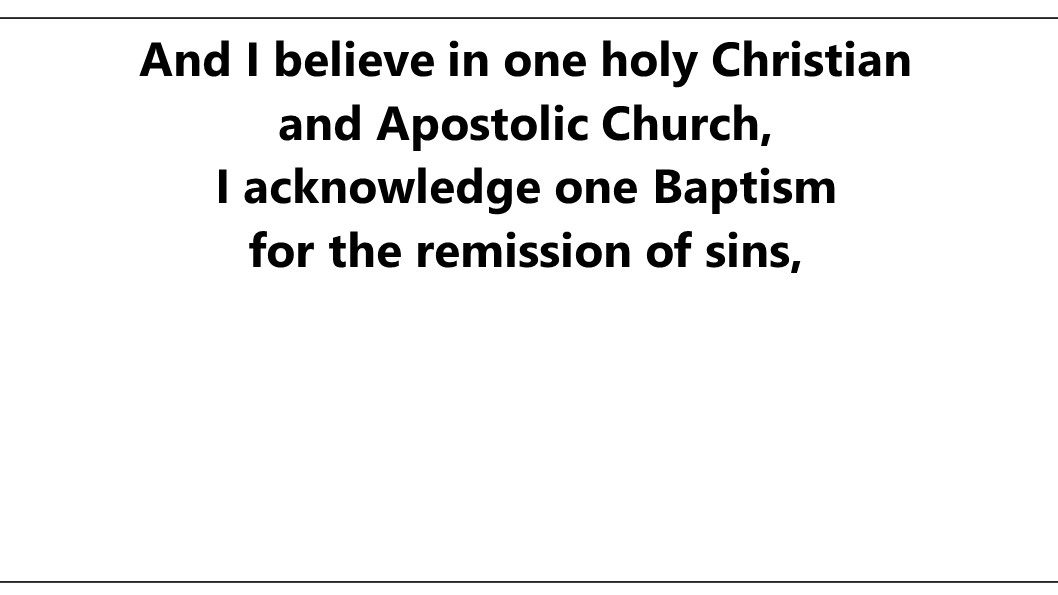 And I believe in one holy Christian
and Apostolic Church,
I acknowledge one Baptism
for the remission of sins,